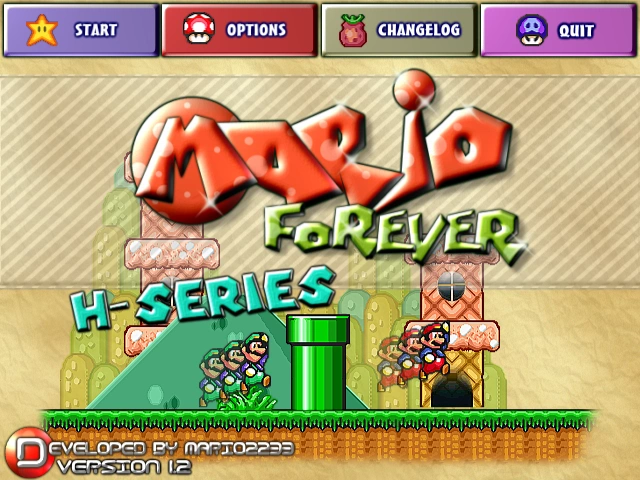 START
OPTIONS
CHANGELOG
QUIT
MARIO
FOREVER
H-SERIES
DEVELOPED BY MARIO2233
VERSION 1.2